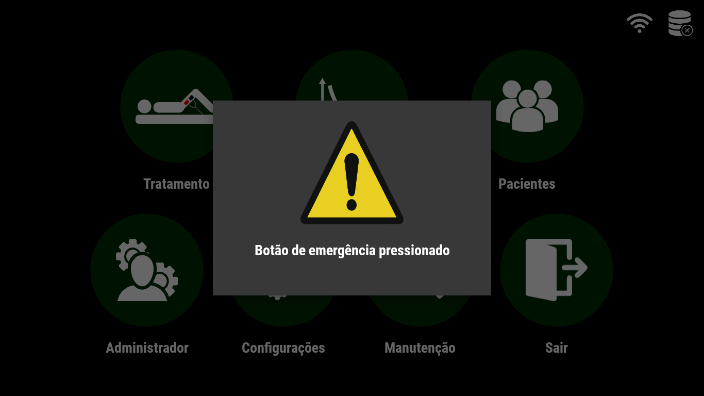 Tratamento
Pacientes
Botão de emergência pressionado
Administrador
Configurações
Manutenção
Sair